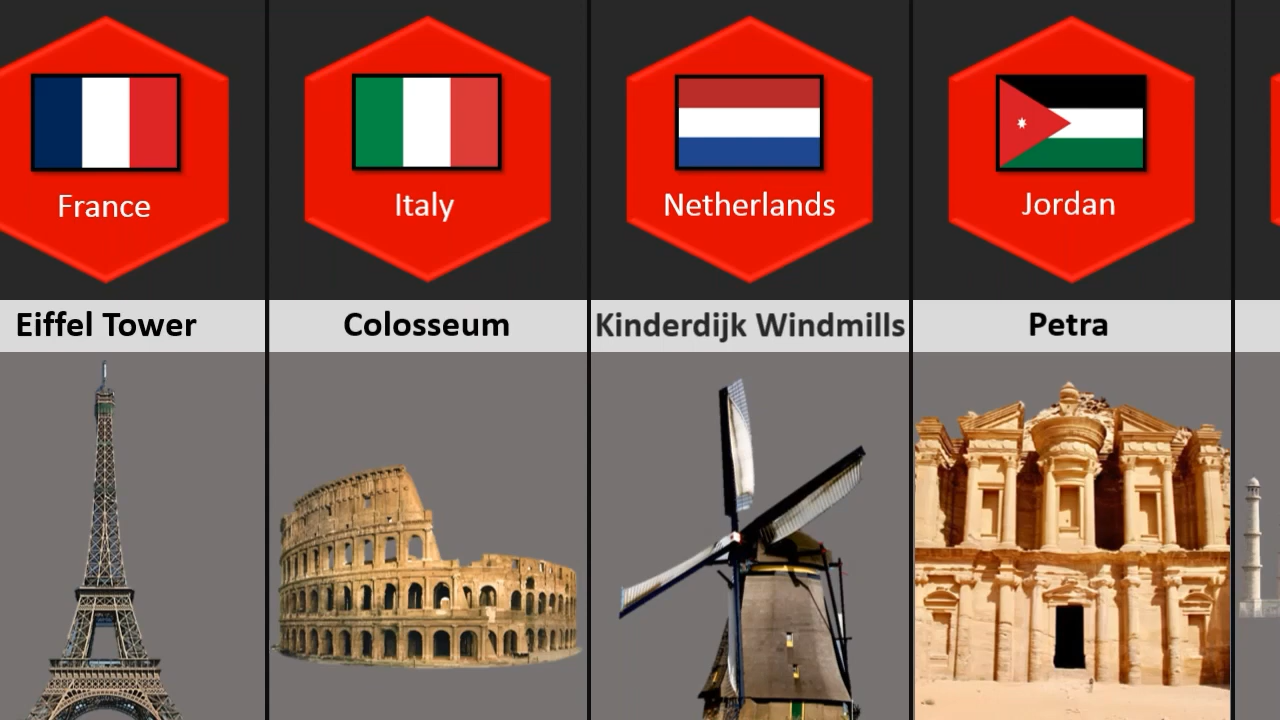 France
Italy
Netherlands
Jordan
Eiffel Tower
Colosseum
Kinderdijk Windmills
Petra